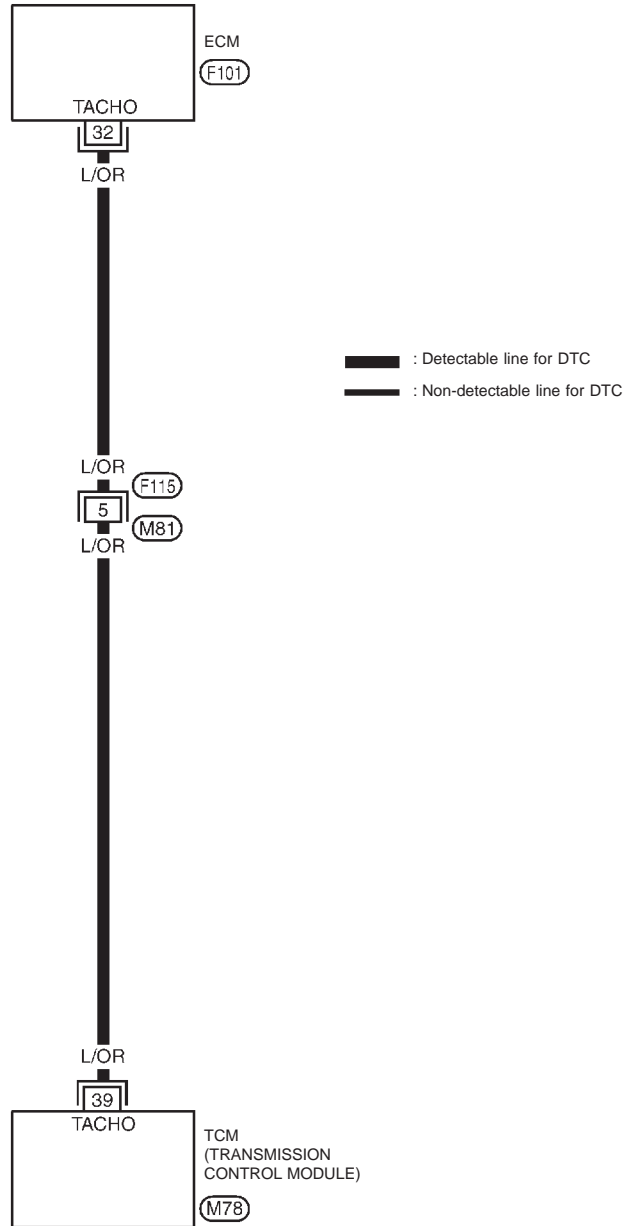 ECM
F101
TACHO
32
L/OR
: Detectable line for DTC
: Non-detectable line for DTC
L/OR
F115
5
M81
L/OR
L/OR
39
TACHO
TCM
(TRANSMISSION
CONTROL MODULE)
M78